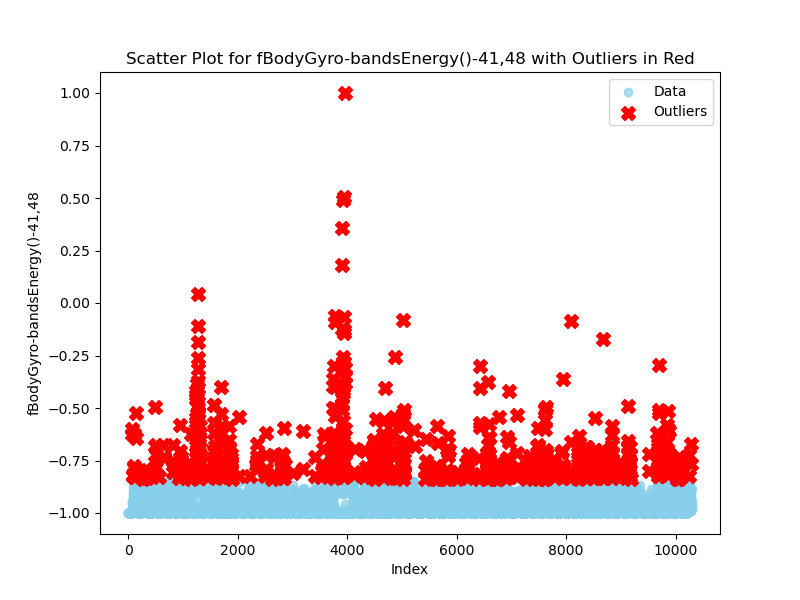 Scatter Plot for fBodyGyro-bandsEnergy()-41,48 with Outliers in Red
Data
Outliers
1.00
0.75
0.50
0.25
0.00
−0.25
−0.50
−0.75
−1.00
fBodyGyro-bandsEnergy()-41,48
0 2000 4000 6000 8000 10000
Index